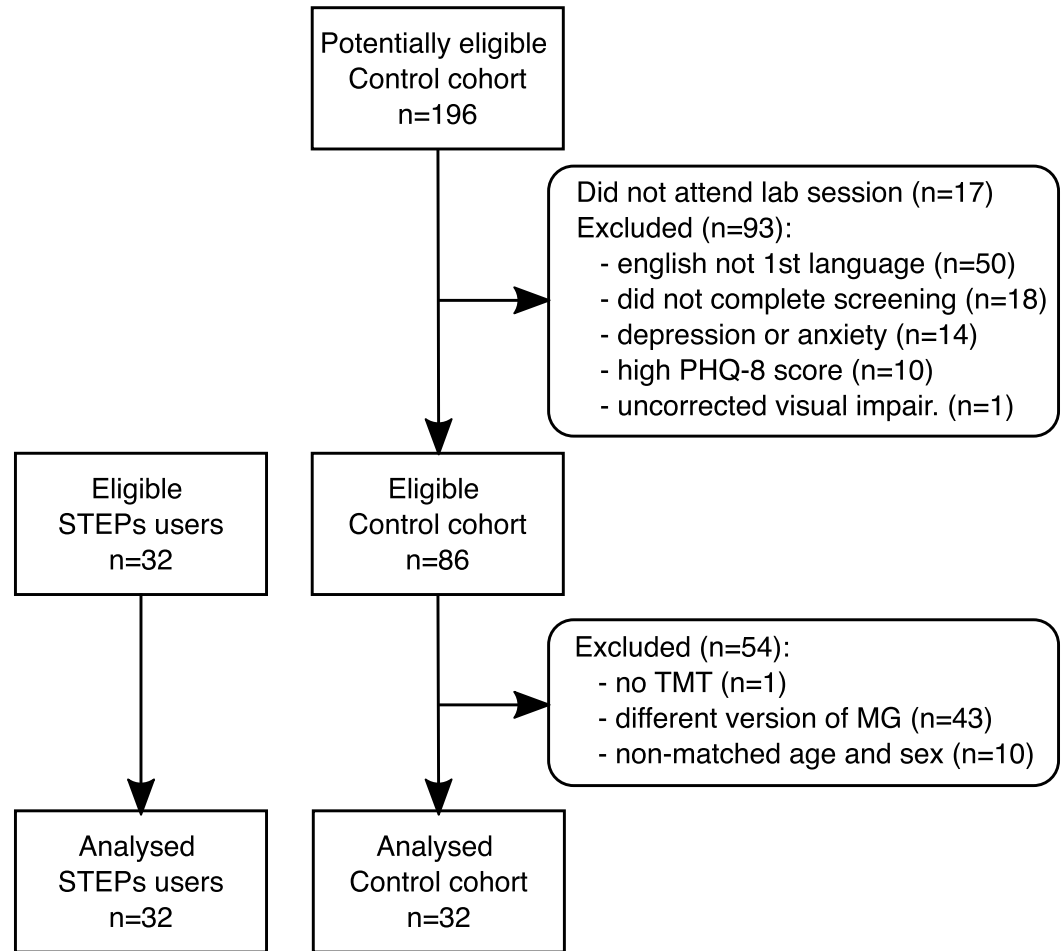 Potentially eligible
Control cohort
n=196
Did not attend lab session (n=17)
Excluded (n=93):
- english not 1st language (n=50)
- did not complete screening (n=18)
- depression or anxiety (n=14)
- high PHQ-8 score (n=10)
- uncorrected visual impair. (n=1)
Eligible
STEPs users
n=32
Eligible
Control cohort
n=86
Excluded (n=54):
- no TMT (n=1)
- different version of MG (n=43)
- non-matched age and sex (n=10)
Analysed
STEPs users
n=32
Analysed
Control cohort
n=32